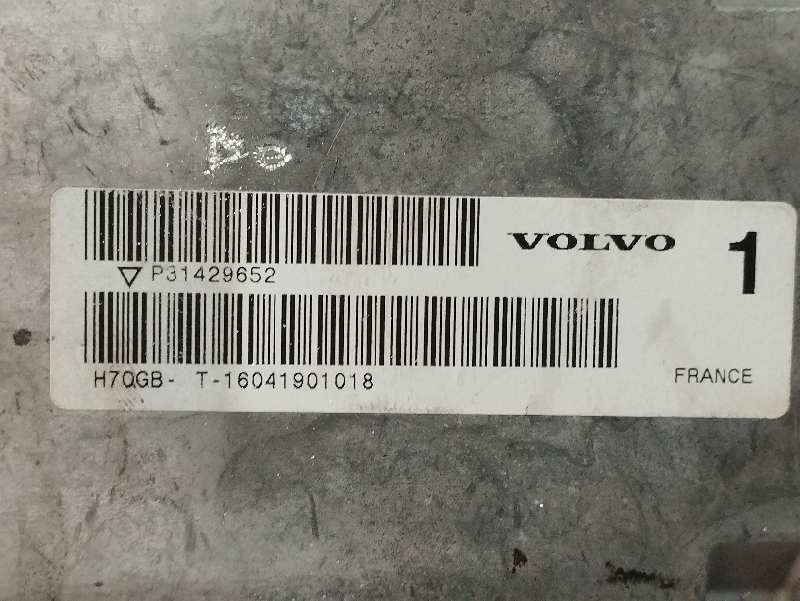 VOLVO 1
▽ P31429652
H70GB- T-16041901018
FRANCE